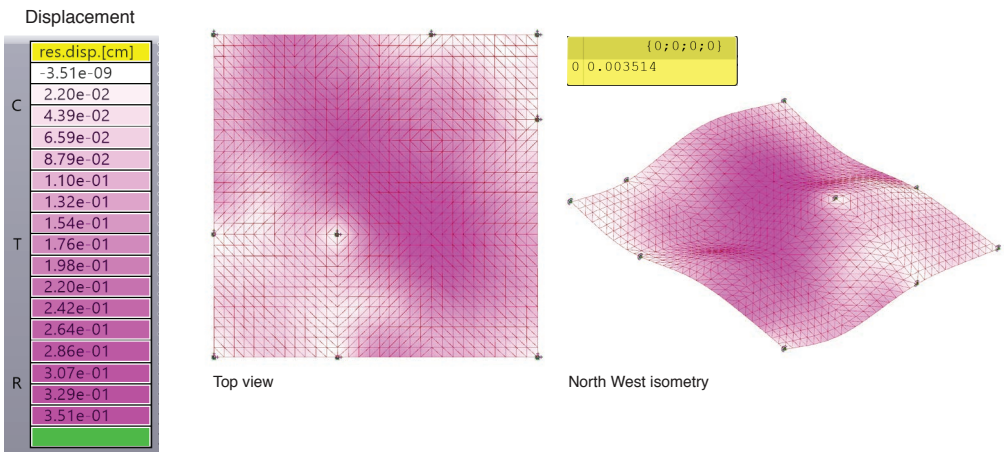 Displacement
res.disp.[cm]
-3.51e-09
2.20e-02
C
4.39e-02
6.59e-02
8.79e-02
1.10e-01
1.32e-01
1.54e-01
T
1.76e-01
1.98e-01
2.20e-01
2.42e-01
2.64e-01
2.86e-01
3.07e-01
R
3.29e-01
3.51e-01
Top view
{0;0;0;0}
0 0.003514
North West isometry